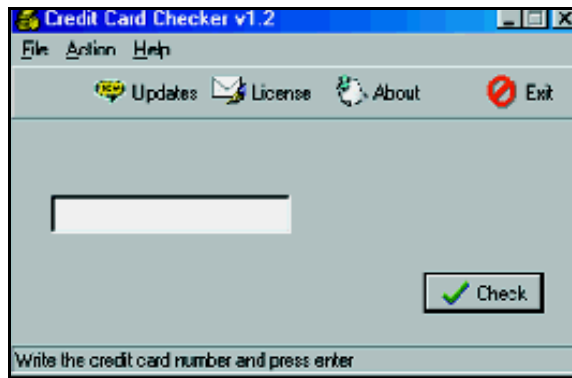 Credit Card Checker v1.2
File Action Help
Updates License About Exit
Check
Write the credit card number and press enter